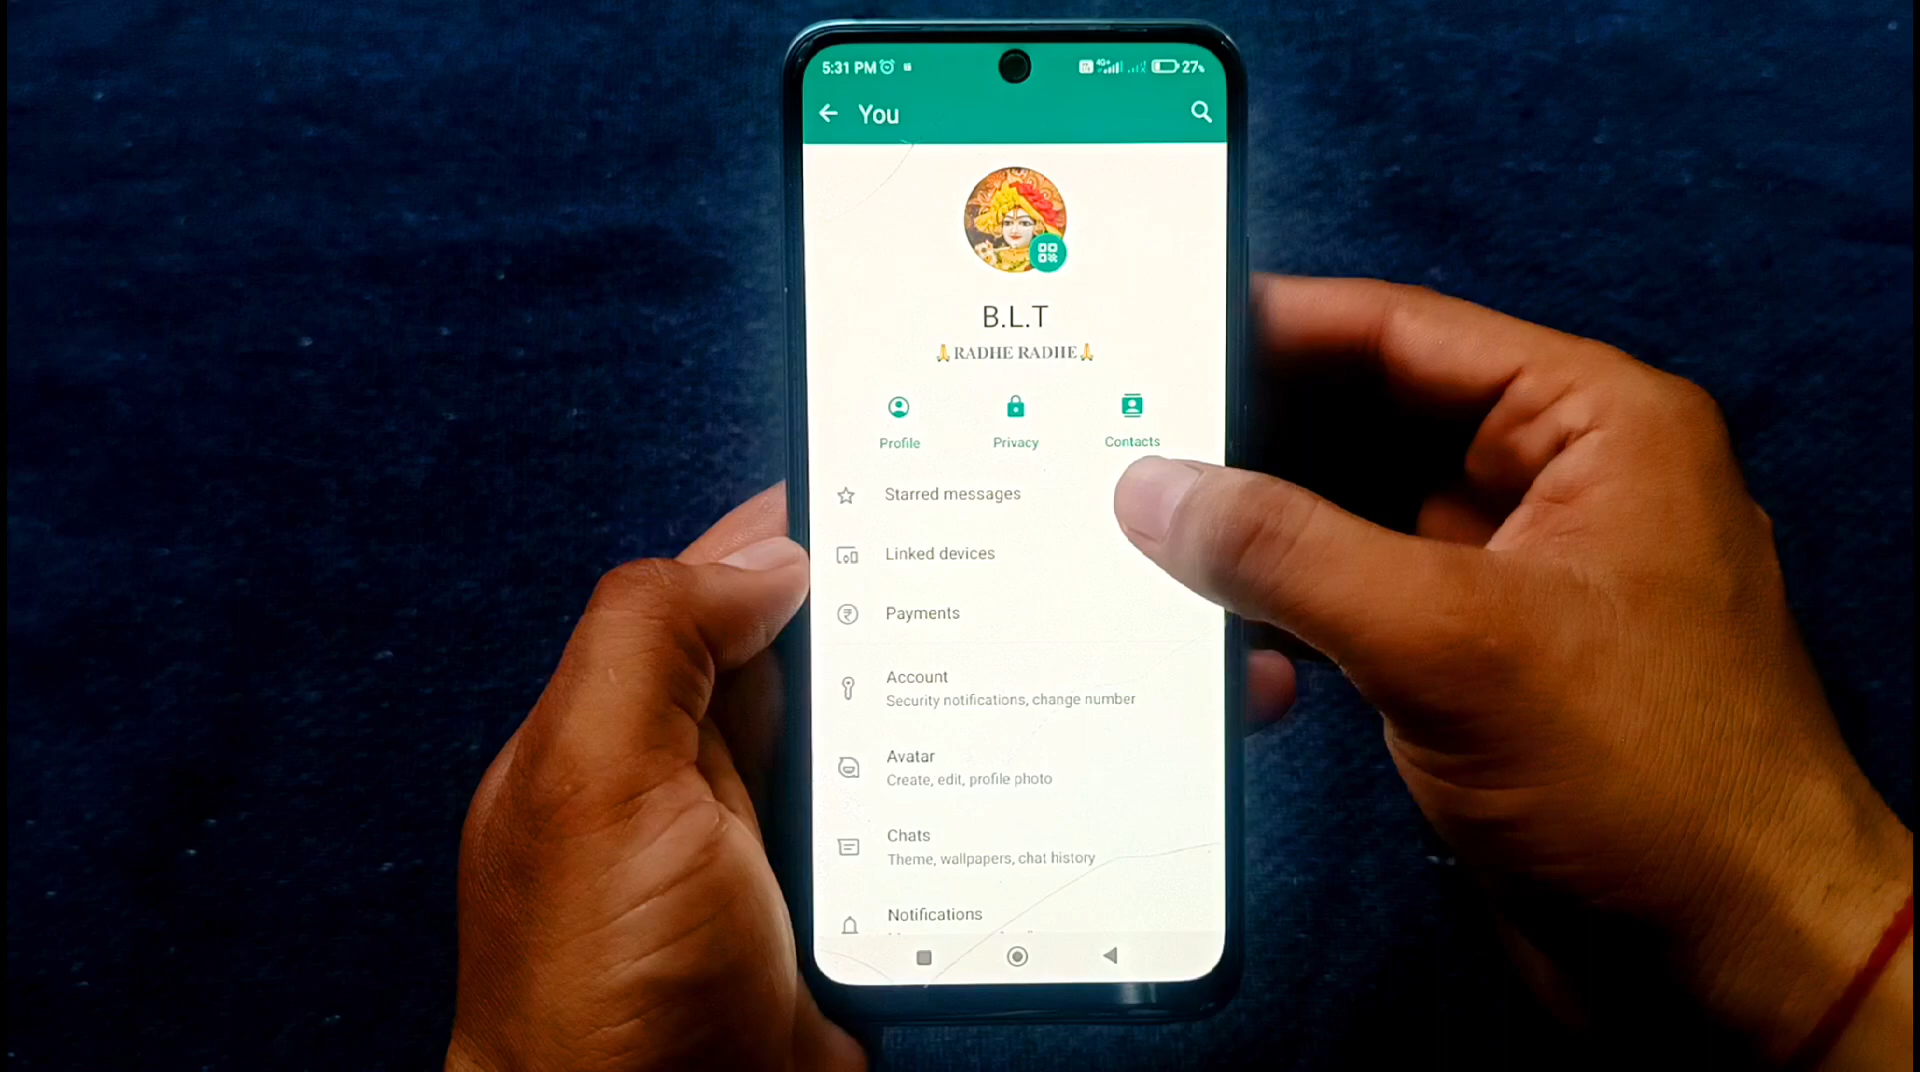 5:31 PM
4G+
27%
You
B.L.T
🙏RADHE RADHE🙏
Profile
Privacy
Contacts
Starred messages
Linked devices
Payments
Account
Security notifications, change number
Avatar
Create, edit, profile photo
Chats
Theme, wallpapers, chat history
Notifications